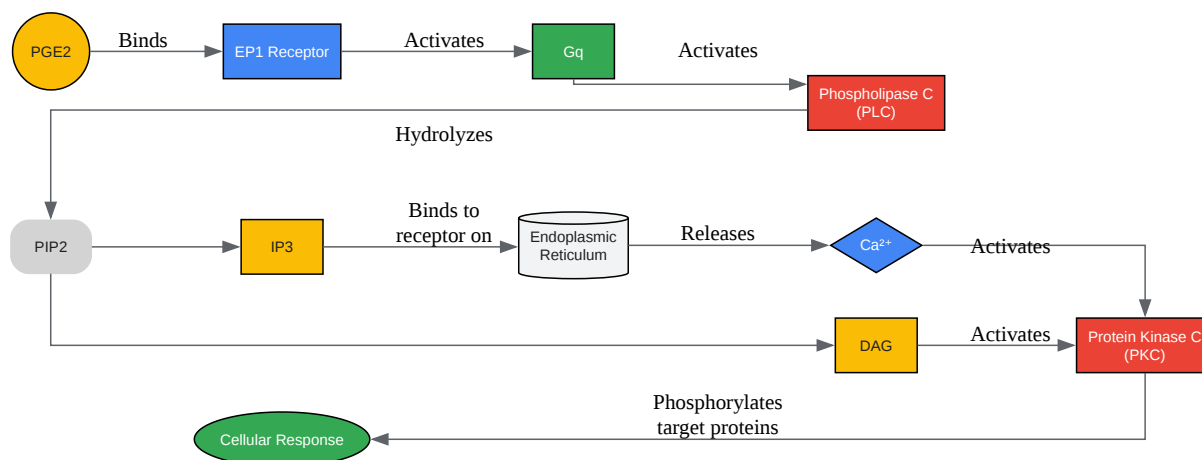 PGE2
Binds
EP1 Receptor
Activates
Gq
Activates
Phospholipase C
(PLC)
Hydrolyzes
PIP2
IP3
Binds to
receptor on
Endoplasmic
Reticulum
Releases
Ca²⁺
Activates
DAG
Activates
Protein Kinase C
(PKC)
Phosphorylates
target proteins
Cellular Response